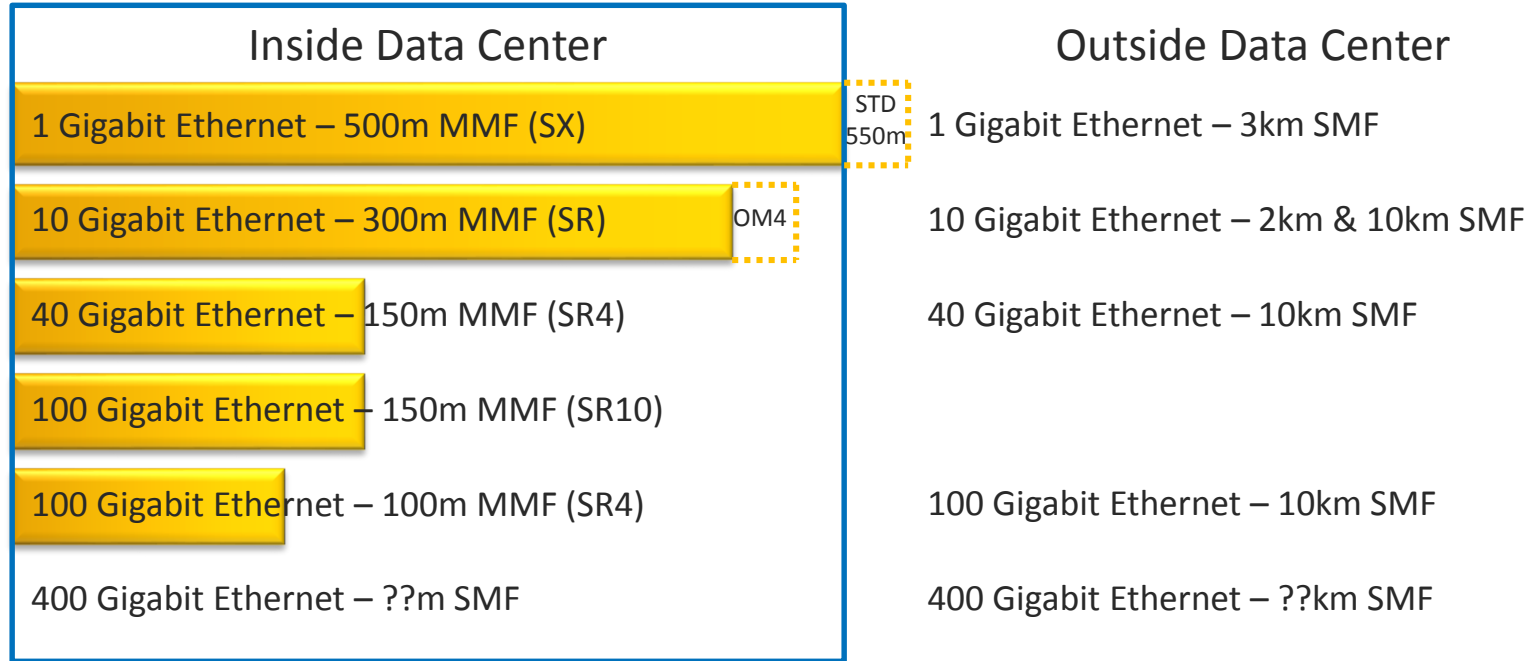 Inside Data Center
Outside Data Center
1 Gigabit Ethernet – 500m MMF (SX)
STD
550m
1 Gigabit Ethernet – 3km SMF
10 Gigabit Ethernet – 300m MMF (SR)
OM4
10 Gigabit Ethernet – 2km & 10km SMF
40 Gigabit Ethernet – 150m MMF (SR4)
40 Gigabit Ethernet – 10km SMF
100 Gigabit Ethernet – 150m MMF (SR10)
100 Gigabit Ethernet – 100m MMF (SR4)
100 Gigabit Ethernet – 10km SMF
400 Gigabit Ethernet – ??m SMF
400 Gigabit Ethernet – ??km SMF